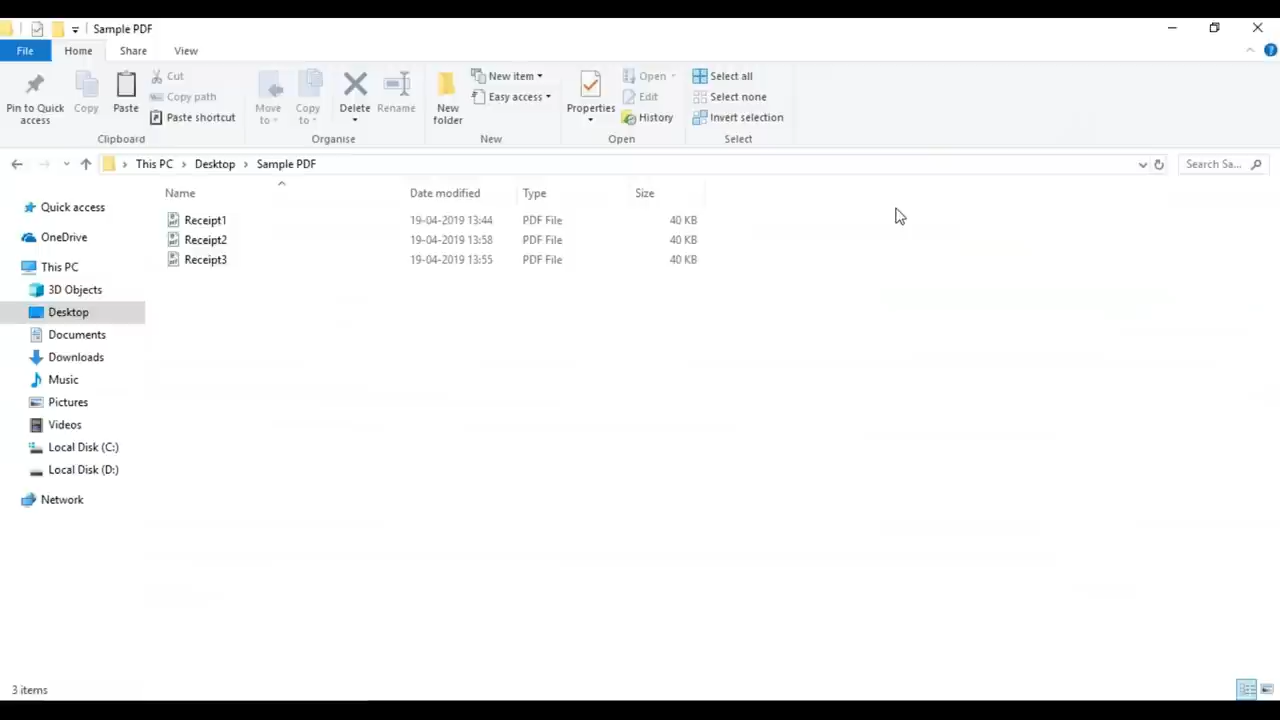 Sample PDF
File Home Share View
Pin to Quick access
Copy
Paste
Cut
Copy path
Paste shortcut
Clipboard
Move to
Copy to
Delete
Rename
Organise
New folder
New item
Easy access
New
Properties
Open
Edit
History
Open
Select all
Select none
Invert selection
Select
This PC > Desktop > Sample PDF
Search Sa...
Name Date modified Type Size
Receipt1 19-04-2019 13:44 PDF File 40 KB
Receipt2 19-04-2019 13:58 PDF File 40 KB
Receipt3 19-04-2019 13:55 PDF File 40 KB
Quick access
OneDrive
This PC
3D Objects
Desktop
Documents
Downloads
Music
Pictures
Videos
Local Disk (C:)
Local Disk (D:)
Network
3 items